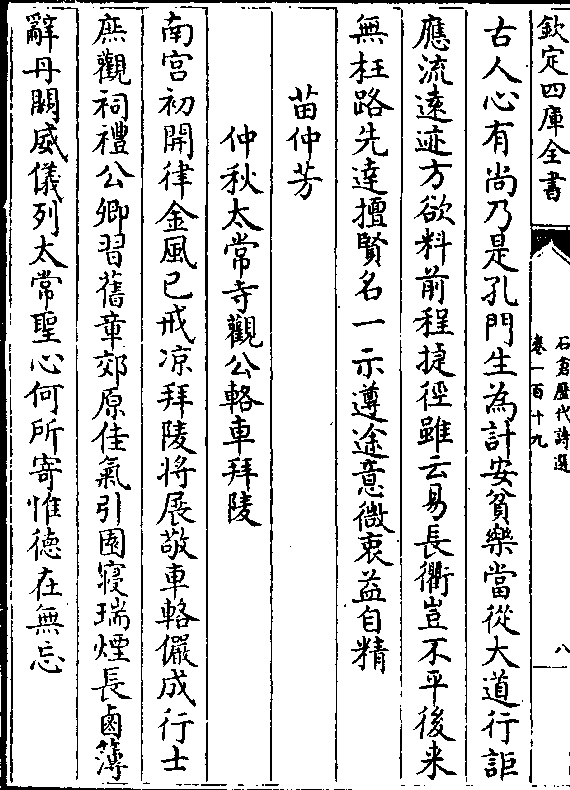 欽定四庫全書
石倉歷代詩選
卷一百十九
八
古人心有尚乃是孔門生為計安貧樂當從大道行詎
應流遠迹方欲料前程捷徑雖云易長衢豈不平後来
無枉路先達擅賢名一示遵途意微衷益自精
苗仲芳
仲秋太常寺觀公輅車拜陵
南宫初開律金風已戒凉拜陵將展敬車輅儼成行士
庶觀祠禮公卿習舊章郊原佳氣引園寝瑞煙長鹵簿
辭丹闕威儀列太常聖心何所寄惟徳在無忘